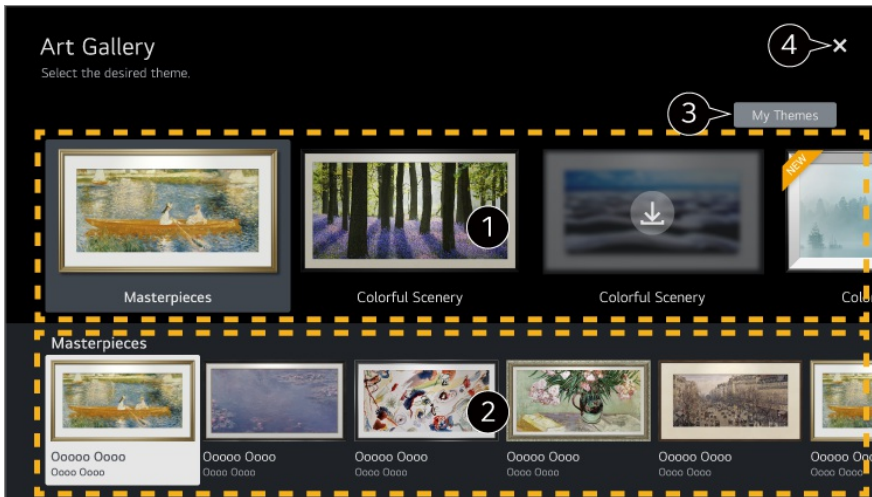 Art Gallery
4
Select the desired theme.
3
My Themes
NEW
1
Masterpieces
Colorful Scenery
Colorful Scenery
Colo
Masterpieces
2
Ooooo Oooo
Ooooo Oooo
Ooooo Oooo
Ooooo Oooo
Ooooo Oooo
Ooooo Oo
Oooo Oooo
Oooo Oooo
Oooo Oooo
Oooo Oooo
Oooo Oooo
Oooo Oooo